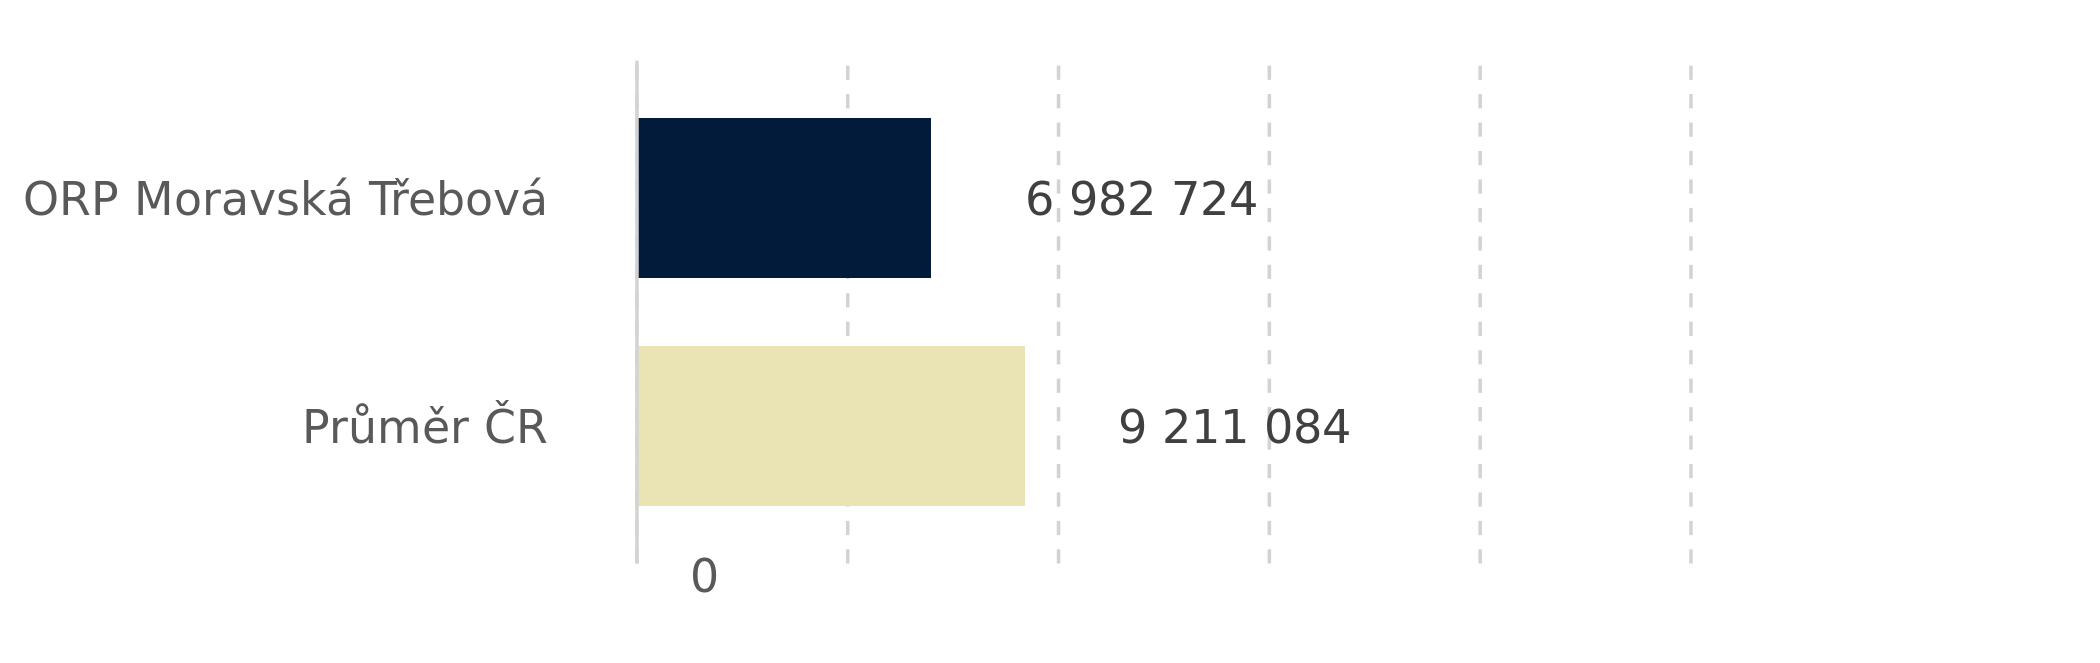 ORP Moravská Třebová 6 982 724
Průměr ČR 9 211 084
0